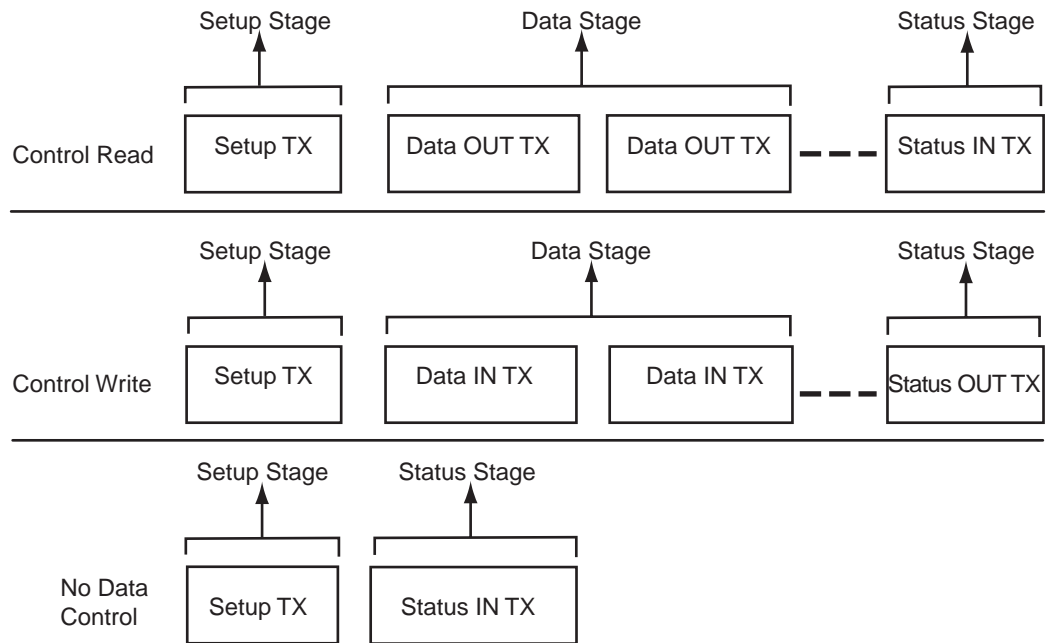 Setup Stage
Data Stage
Status Stage
Control Read
Setup TX
Data OUT TX
Data OUT TX
Status IN TX
Setup Stage
Data Stage
Status Stage
Control Write
Setup TX
Data IN TX
Data IN TX
Status OUT TX
Setup Stage
Status Stage
No Data
Control
Setup TX
Status IN TX